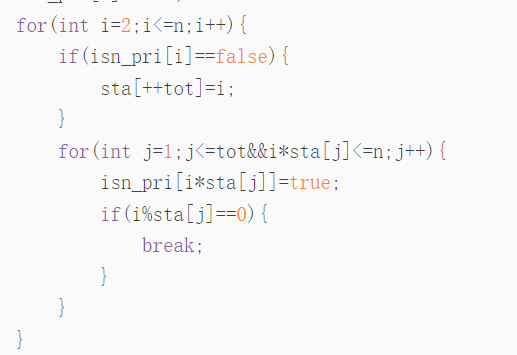 for(int i=2;i<=n;i++){
    if(isn_pri[i]==false){
        sta[++tot]=i;
    }
    for(int j=1;j<=tot&&i*sta[j]<=n;j++){
        isn_pri[i*sta[j]]=true;
        if(i%sta[j]==0){
            break;
        }
    }
}